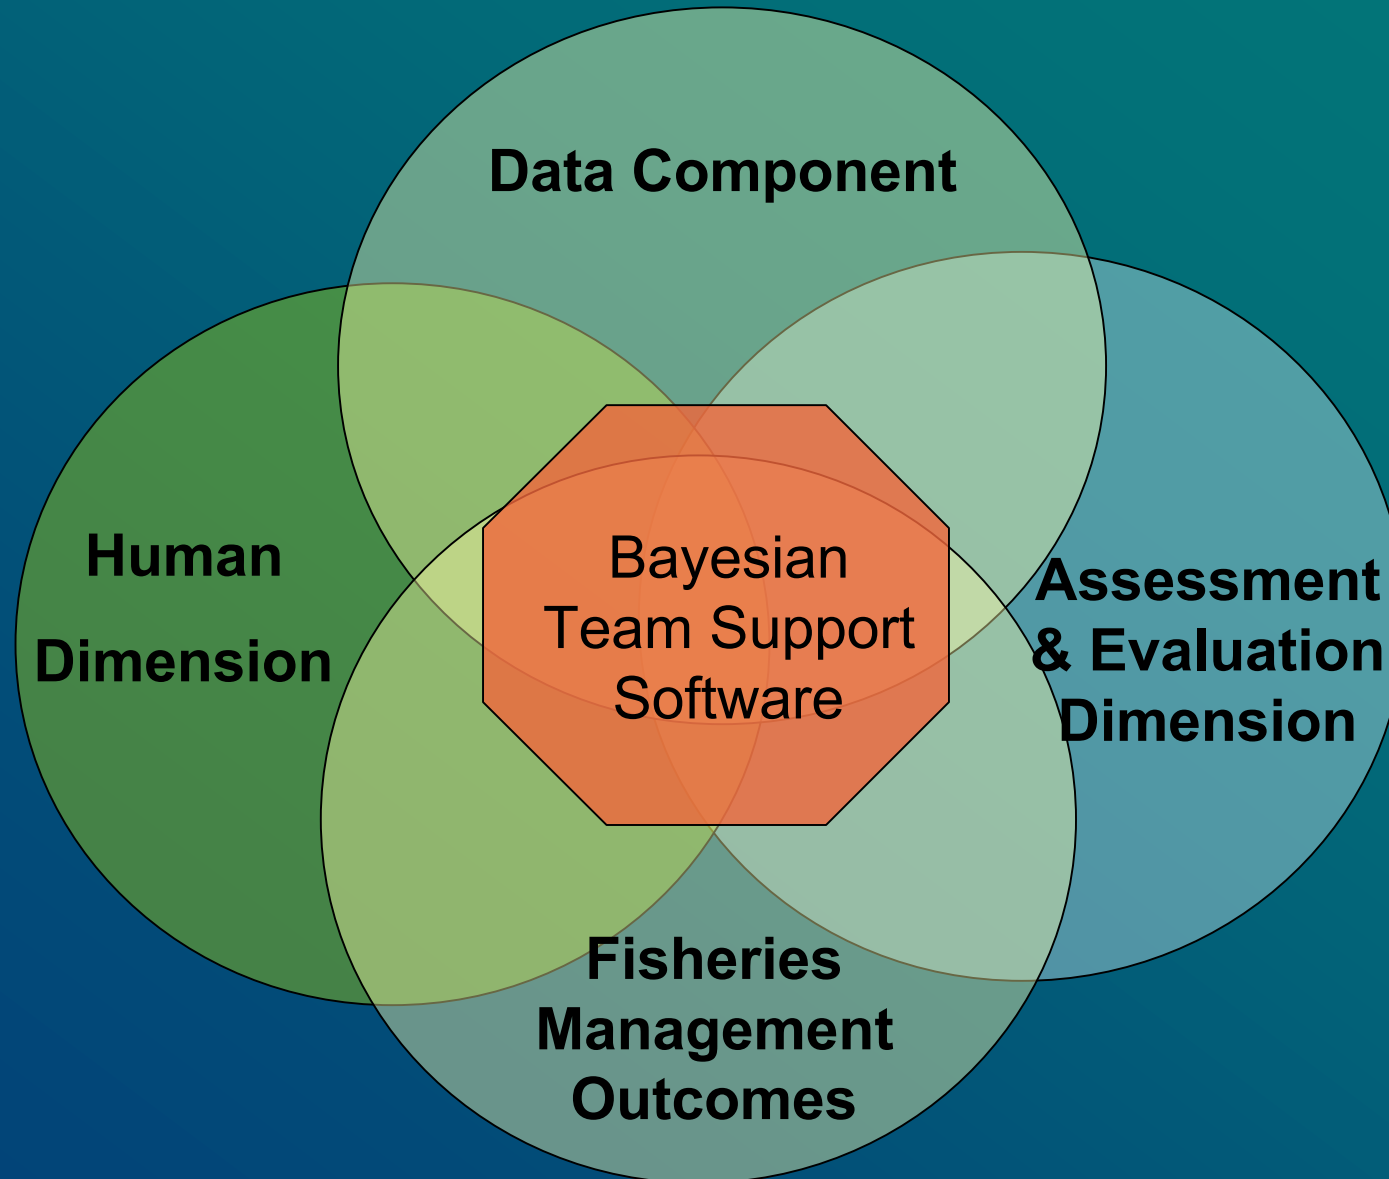 Data Component
Human
Dimension
Bayesian
Team Support
Software
Assessment
& Evaluation
Dimension
Fisheries
Management
Outcomes